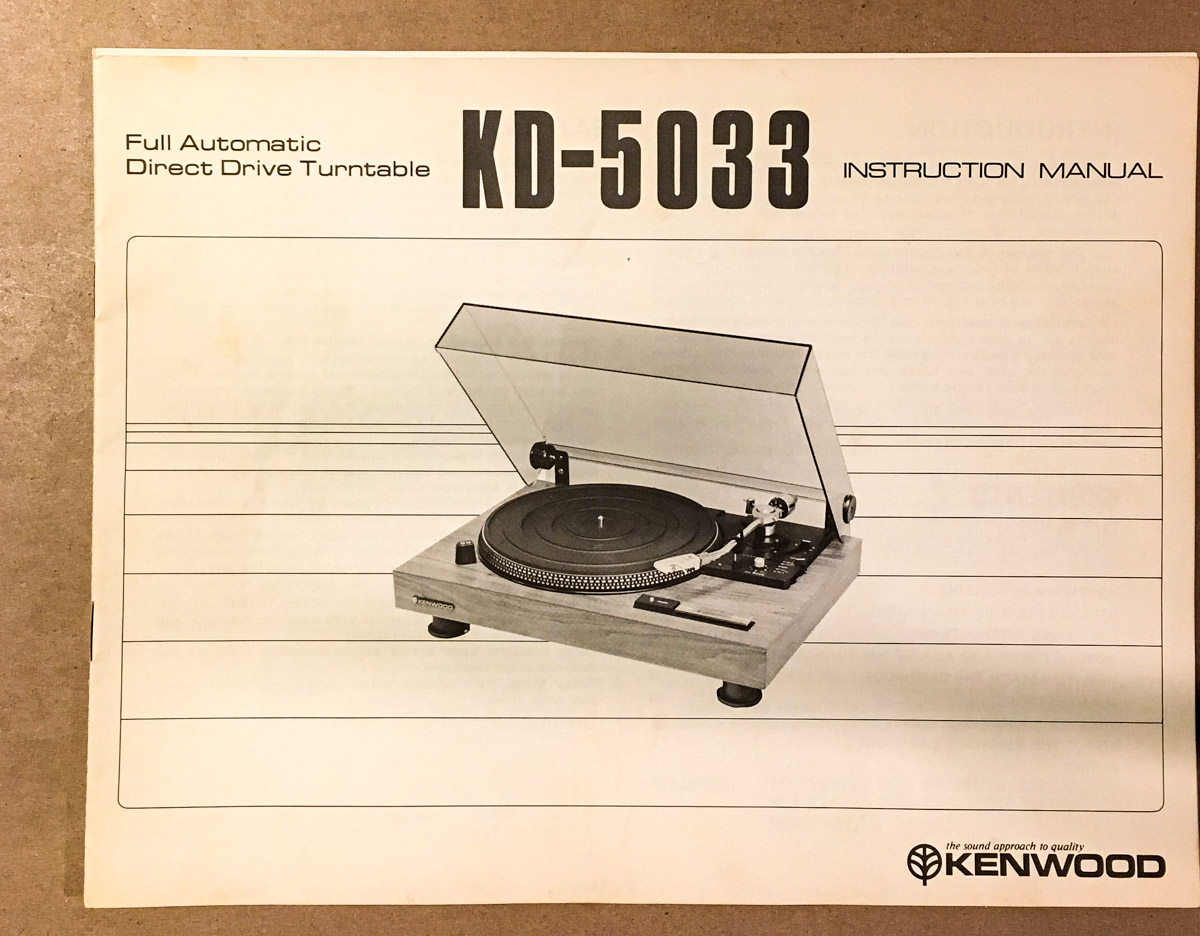 Full Automatic
Direct Drive Turntable
KD-5033
INSTRUCTION MANUAL
KENWOOD
the sound approach to quality
KENWOOD